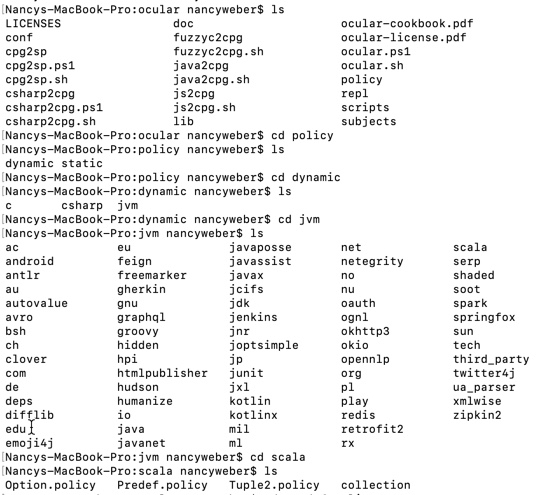 [Nancys-MacBook-Pro:ocular nancyweber$ ls
LICENSES doc ocular-cookbook.pdf
conf fuzzyc2cpg ocular-license.pdf
cpg2sp fuzzyc2cpg.sh ocular.ps1
cpg2sp.ps1 java2cpg ocular.sh
cpg2sp.sh java2cpg.sh policy
csharp2cpg js2cpg repl
csharp2cpg.ps1 js2cpg.sh scripts
csharp2cpg.sh lib subjects
[Nancys-MacBook-Pro:ocular nancyweber$ cd policy
[Nancys-MacBook-Pro:policy nancyweber$ ls
dynamic static
[Nancys-MacBook-Pro:policy nancyweber$ cd dynamic
[Nancys-MacBook-Pro:dynamic nancyweber$ ls
c csharp jvm
[Nancys-MacBook-Pro:dynamic nancyweber$ cd jvm
[Nancys-MacBook-Pro:jvm nancyweber$ ls
ac eu javaposse net scala
android feign javassist netegrity serp
antlr freemarker javax no shaded
au gherkin jcifs nu soot
autovalue gnu jdk oauth spark
avro graphql jenkins ognl springfox
bsh groovy jnr okhttp3 sun
ch hidden joptsimple okio tech
clover hpi jp opennlp third_party
com htmlpublisher junit org twitter4j
de hudson jxl pl ua_parser
deps humanize kotlin play xmlwise
difflib io kotlinx redis zipkin2
edu java mil retrofit2
emoji4j javanet ml rx
[Nancys-MacBook-Pro:jvm nancyweber$ cd scala
[Nancys-MacBook-Pro:scala nancyweber$ ls
Option.policy Predef.policy Tuple2.policy collection